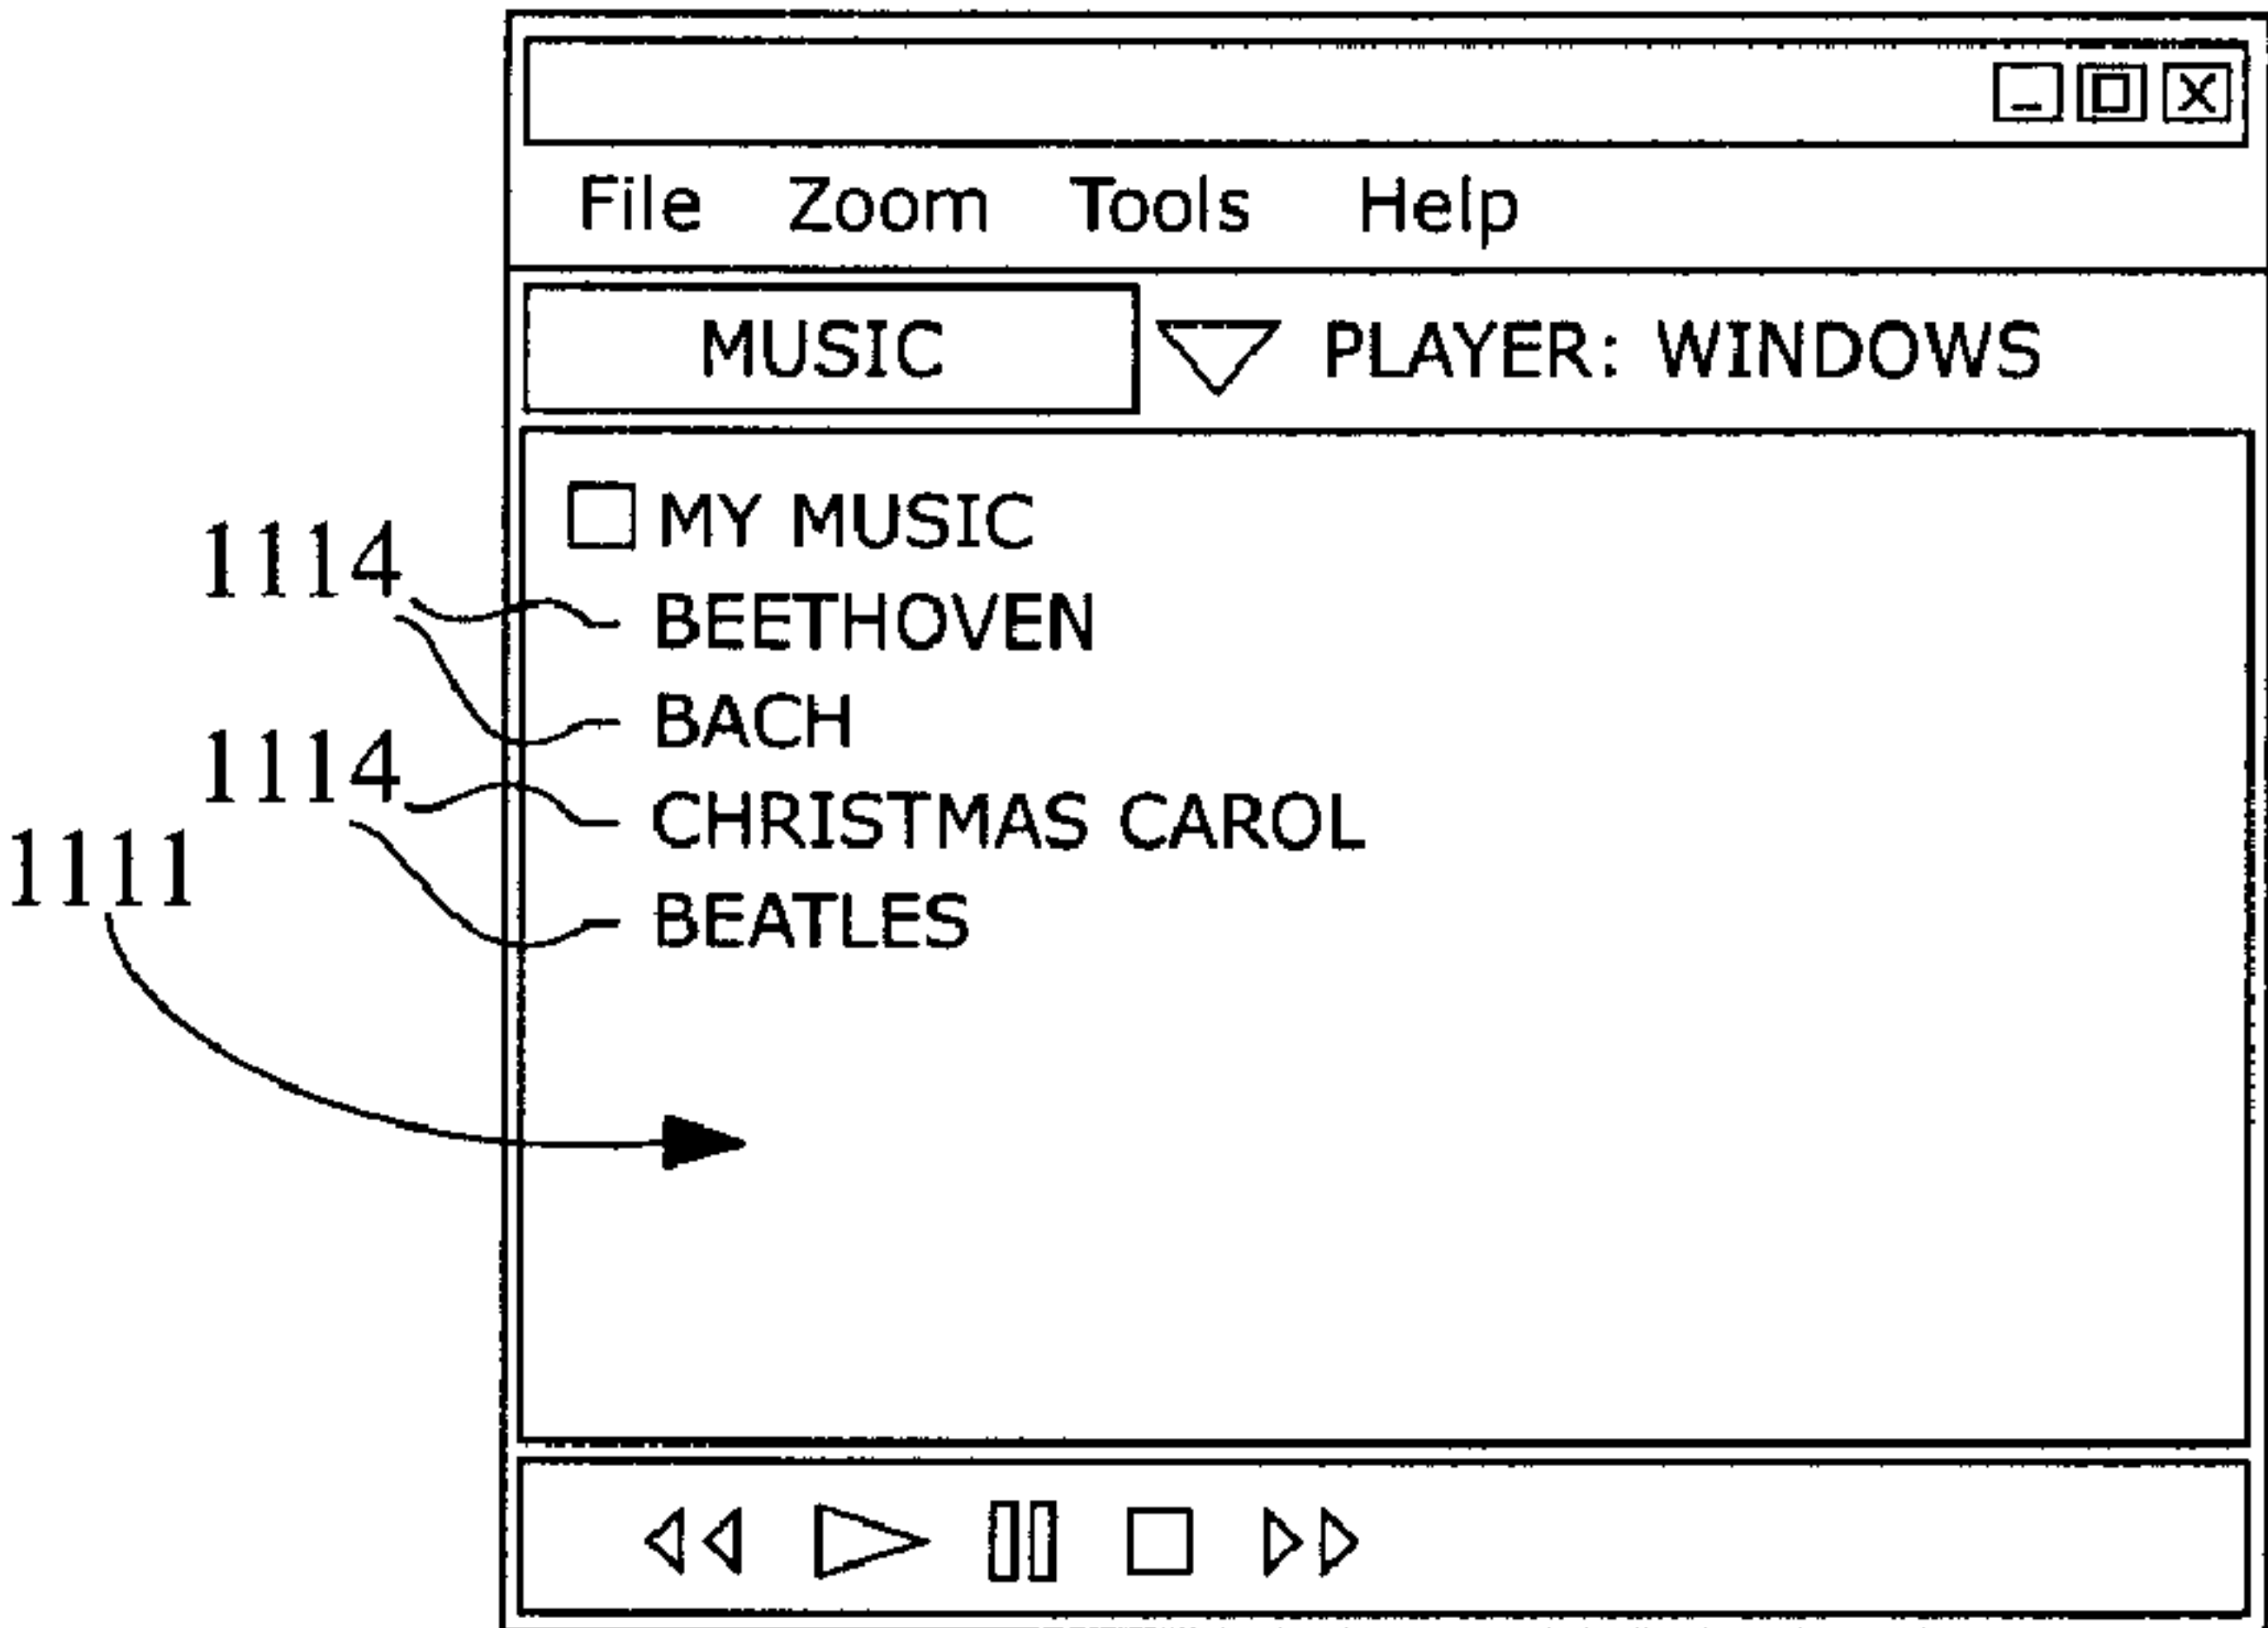 File Zoom Tools Help
MUSIC PLAYER: WINDOWS
MY MUSIC
1114 BEETHOVEN
BACH
1114 CHRISTMAS CAROL
1111 BEATLES